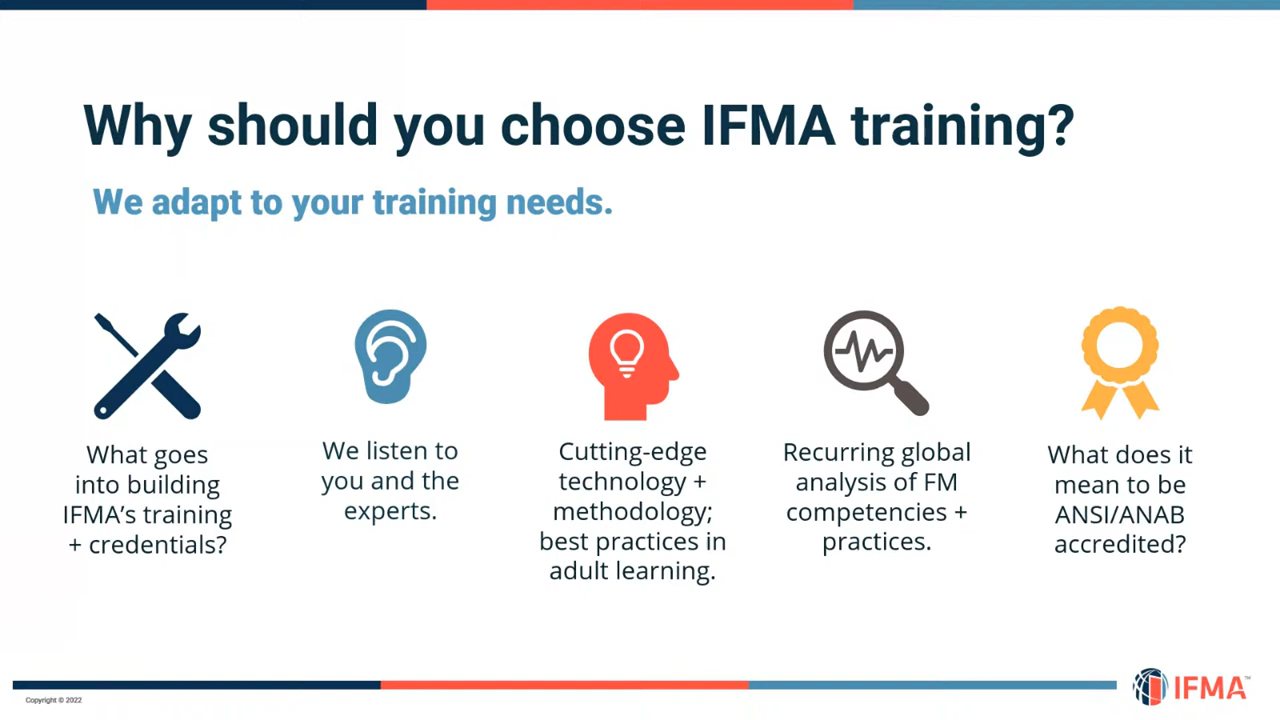 Why should you choose IFMA training?
We adapt to your training needs.
What goes
into building
IFMA's training
+ credentials?
We listen to
you and the
experts.
Cutting-edge
technology +
methodology;
best practices in
adult learning.
Recurring global
analysis of FM
competencies +
practices.
What does it
mean to be
ANSI/ANAB
accredited?
Copyright © 2022
IFMA™